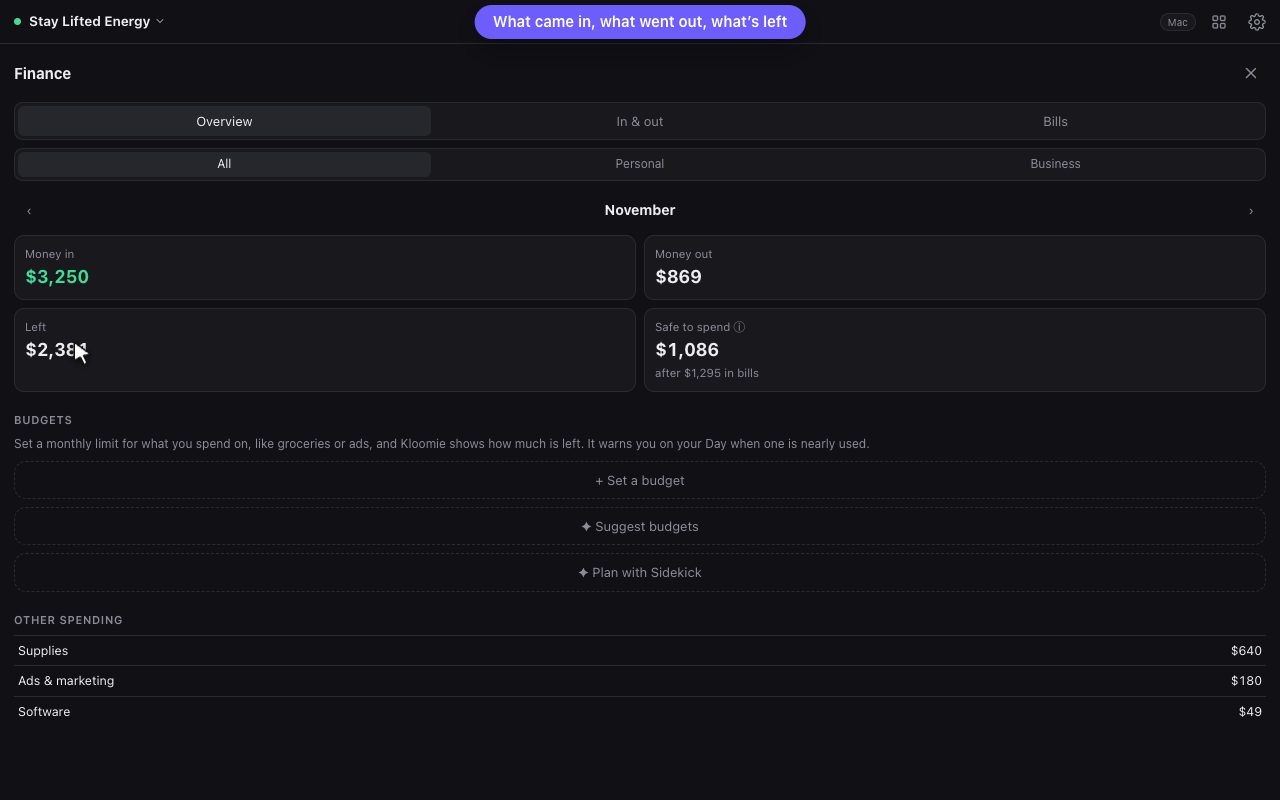 Stay Lifted Energy
What came in, what went out, what's left
Mac
Finance
Overview
In & out
Bills
All
Personal
Business
‹
November
›
Money in
$3,250
Money out
$869
Left
$2,381
Safe to spend ⓘ
$1,086
after $1,295 in bills
BUDGETS
Set a monthly limit for what you spend on, like groceries or ads, and Kloomie shows how much is left. It warns you on your Day when one is nearly used.
+ Set a budget
✦ Suggest budgets
✦ Plan with Sidekick
OTHER SPENDING
Supplies
$640
Ads & marketing
$180
Software
$49